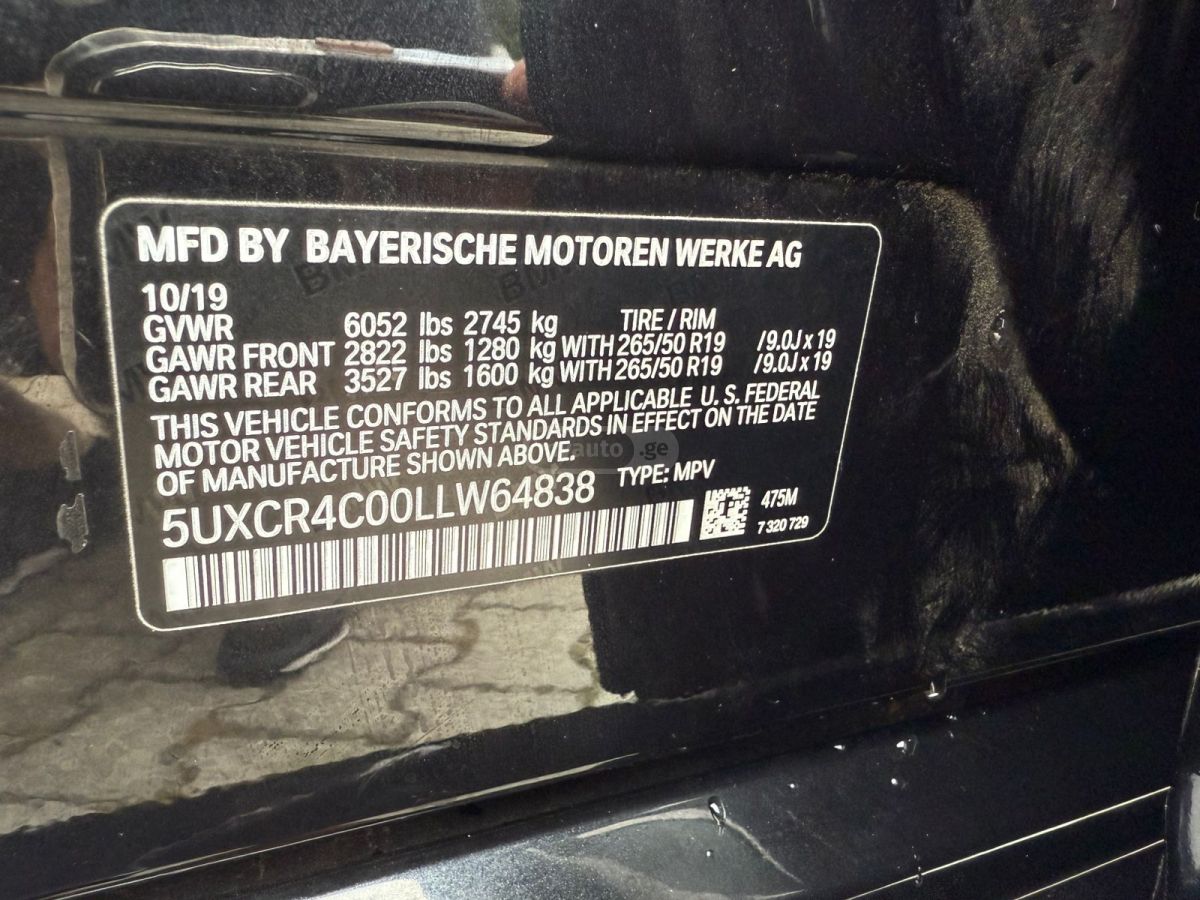 MFD BY BAYERISCHE MOTOREN WERKE AG
10/19
GVWR 6052 lbs 2745 kg TIRE / RIM
GAWR FRONT 2822 lbs 1280 kg WITH 265/50 R19 /9.0J x 19
GAWR REAR 3527 lbs 1600 kg WITH 265/50 R19 /9.0J x 19
THIS VEHICLE CONFORMS TO ALL APPLICABLE U. S. FEDERAL
MOTOR VEHICLE SAFETY STANDARDS IN EFFECT ON THE DATE
OF MANUFACTURE SHOWN ABOVE.
auto .ge
5UXCR4C00LLW64838 TYPE: MPV
475M
7 320 729